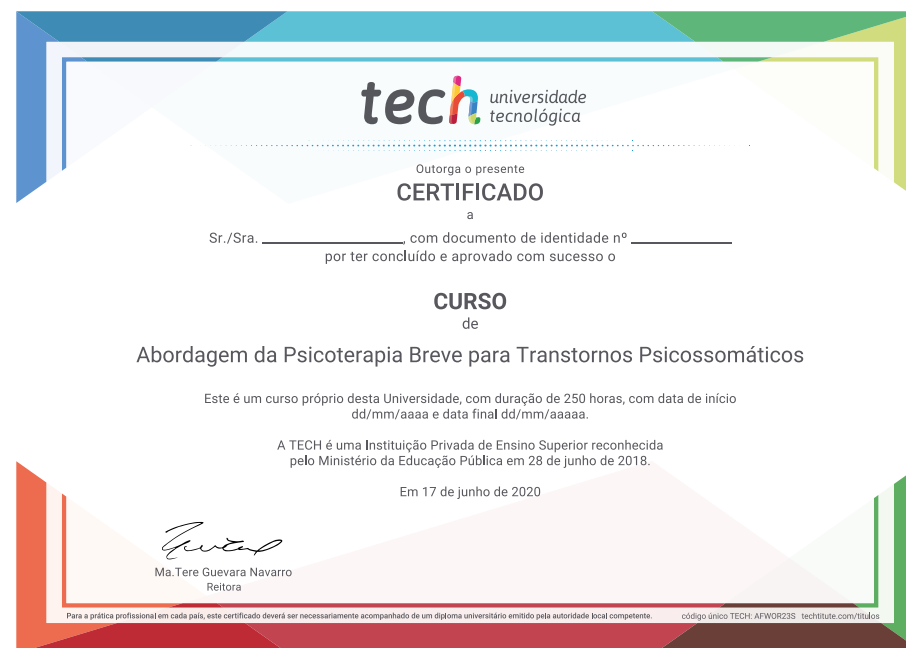 tech universidade
tecnológica
Outorga o presente
CERTIFICADO
a
Sr./Sra. ________________, com documento de identidade nº ____________
por ter concluído e aprovado com sucesso o
CURSO
de
Abordagem da Psicoterapia Breve para Transtornos Psicossomáticos
Este é um curso próprio desta Universidade, com duração de 250 horas, com data de início
dd/mm/aaaa e data final dd/mm/aaaaa.
A TECH é uma Instituição Privada de Ensino Superior reconhecida
pelo Ministério da Educação Pública em 28 de junho de 2018.
Em 17 de junho de 2020
Ma.Tere Guevara Navarro
Reitora
Para a prática profissional em cada país, este certificado deverá ser necessariamente acompanhado de um diploma universitário emitido pela autoridade local competente. código único TECH: AFWOR23S techtitute.com/titulos